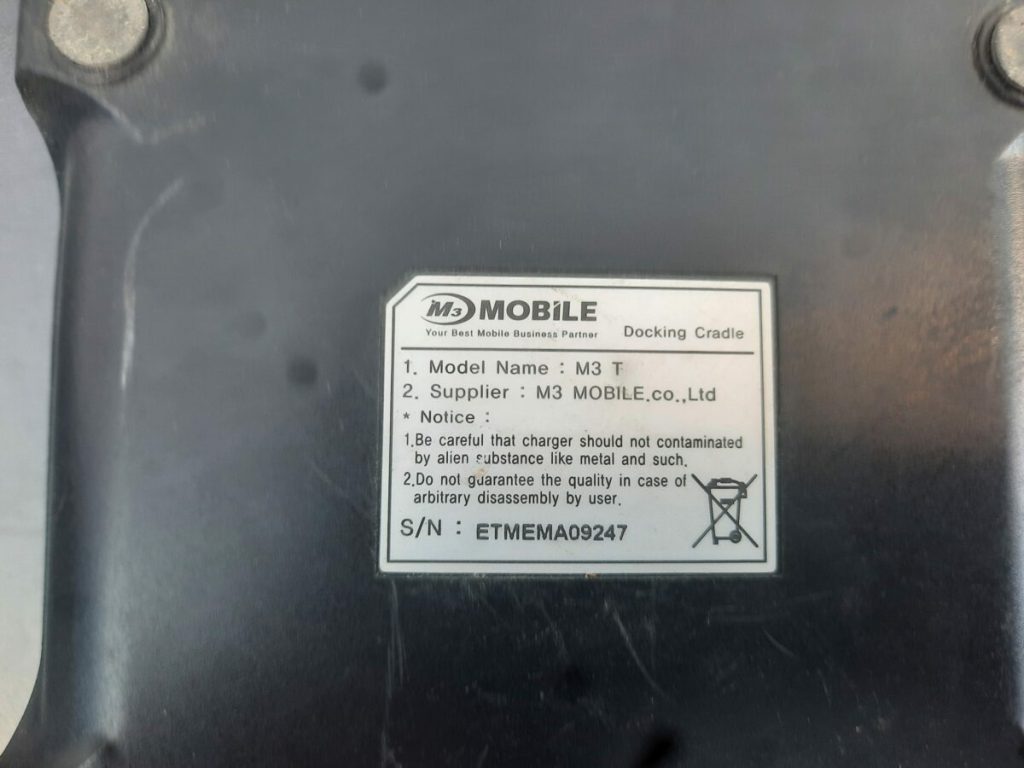 M3 MOBiLE
Your Best Mobile Business Partner Docking Cradle
1. Model Name : M3 T
2. Supplier : M3 MOBILE.co.,Ltd
* Notice :
1.Be careful that charger should not contaminated
by alien substance like metal and such.
2.Do not guarantee the quality in case of
arbitrary disassembly by user.
S/N : ETMEMA09247